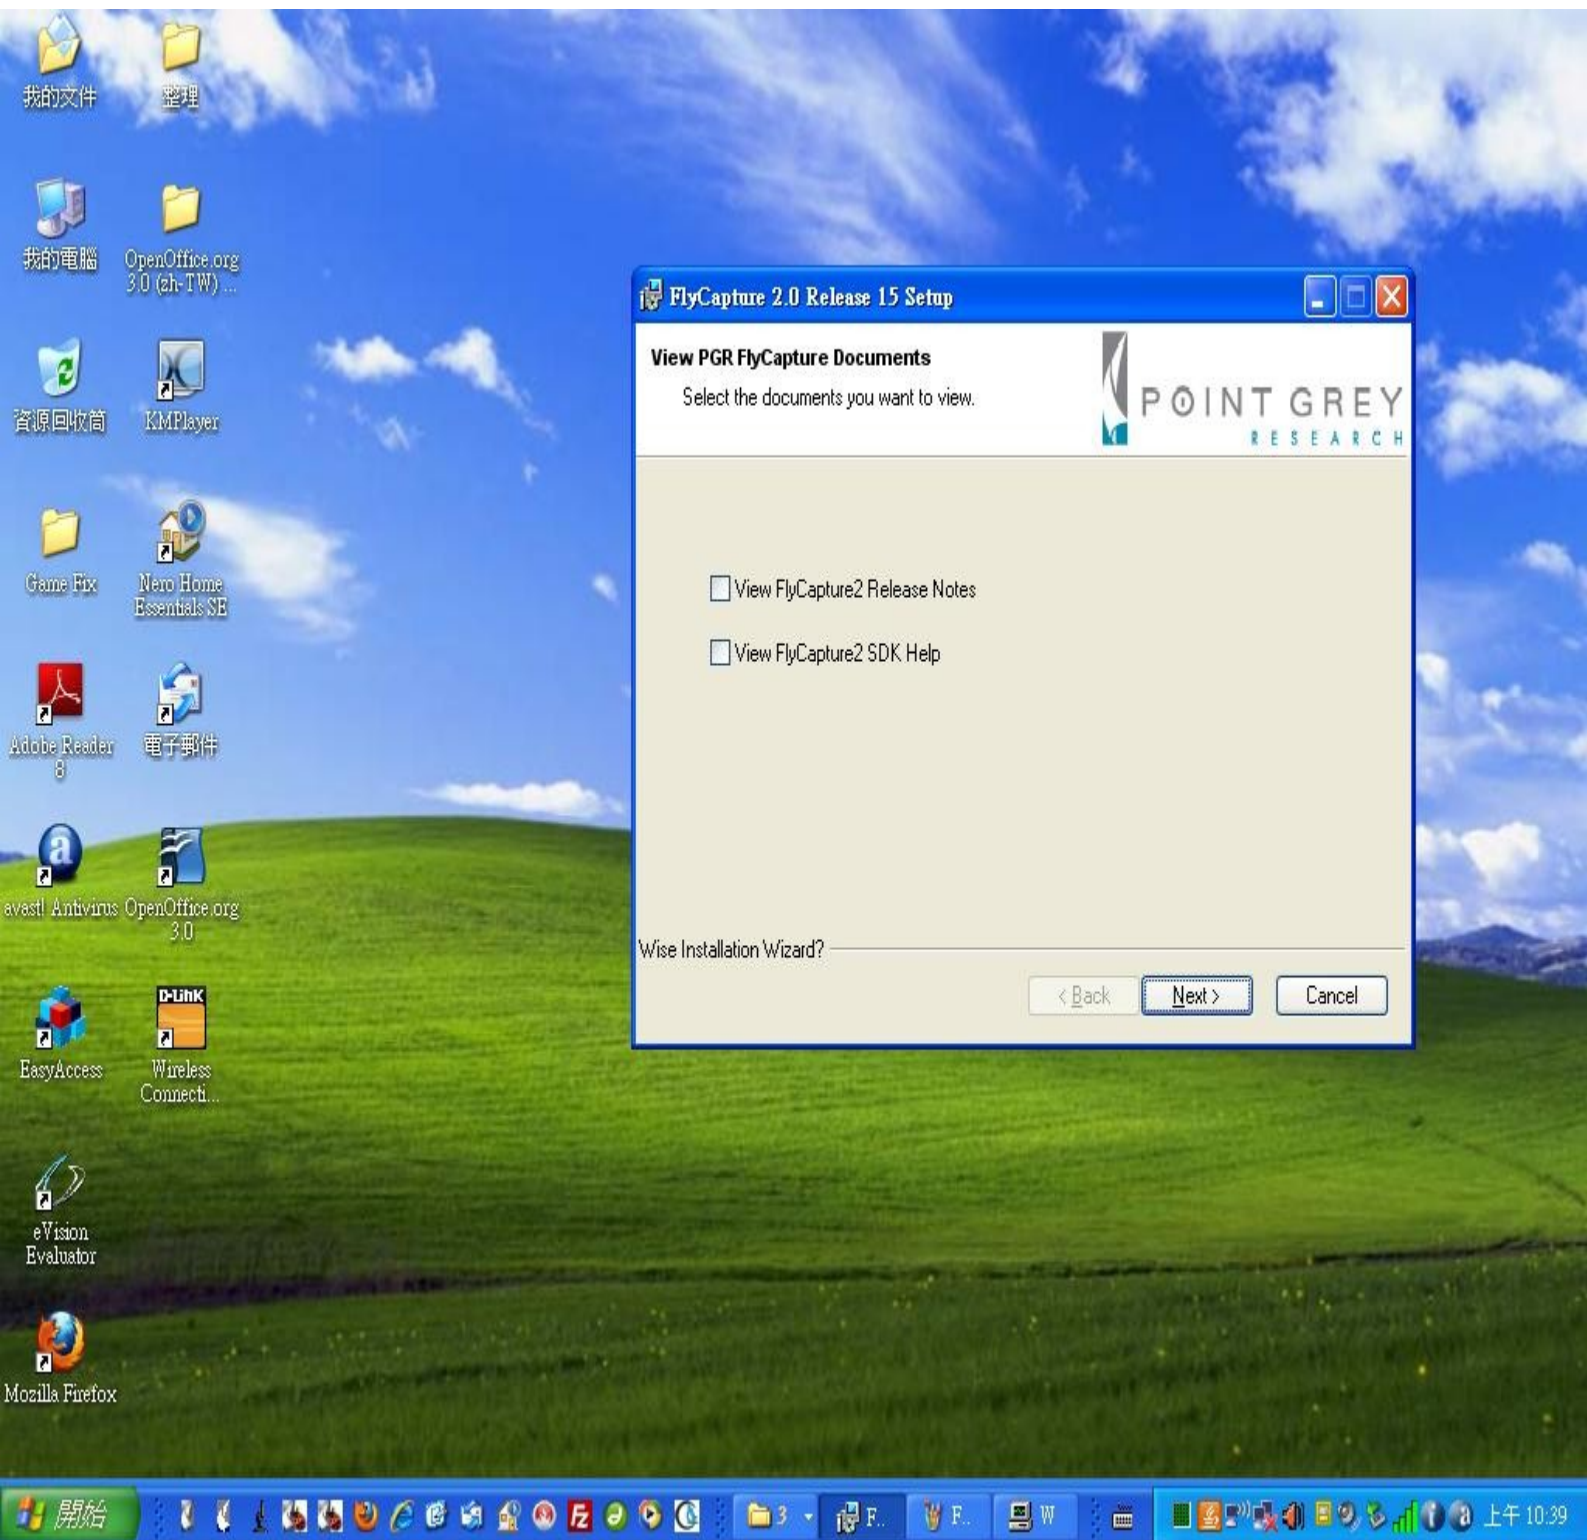 我的文件
整理
我的電腦
OpenOffice.org
3.0 (zh-TW) ...
資源回收筒
KMPlayer
Game Fix
Nero Home
Essentials SE
Adobe Reader
8
電子郵件
avast! Antivirus
OpenOffice.org
3.0
EasyAccess
D-Link
Wireless
Connecti...
eVision
Evaluator
Mozilla Firefox
FlyCapture 2.0 Release 15 Setup
View PGR FlyCapture Documents
Select the documents you want to view.
POINT GREY
RESEARCH
View FlyCapture2 Release Notes
View FlyCapture2 SDK Help
Wise Installation Wizard?
< Back
Next >
Cancel
開始
3
F..
F..
W
上午 10:39